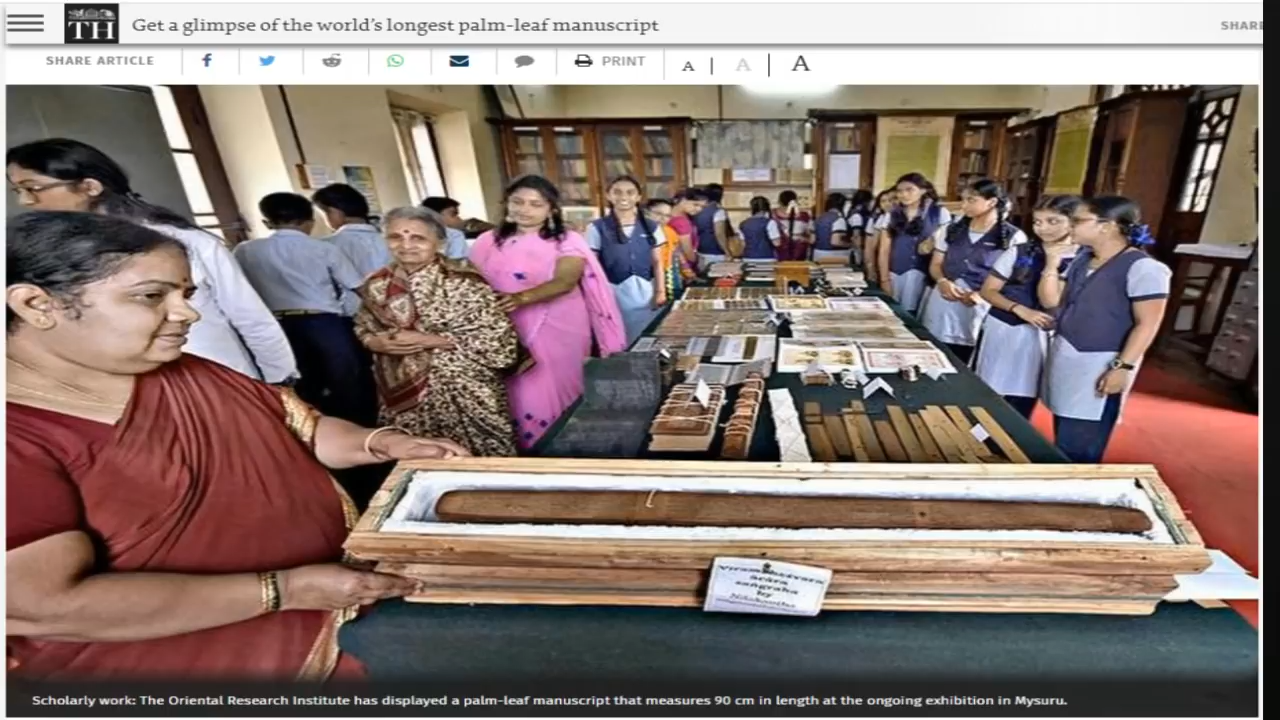 TH Get a glimpse of the world's longest palm-leaf manuscript
SHARE
SHARE ARTICLE
PRINT
A | A | A
Virasaivacara
sangraha
by
Nilakantha
Scholarly work: The Oriental Research Institute has displayed a palm-leaf manuscript that measures 90 cm in length at the ongoing exhibition in Mysuru.